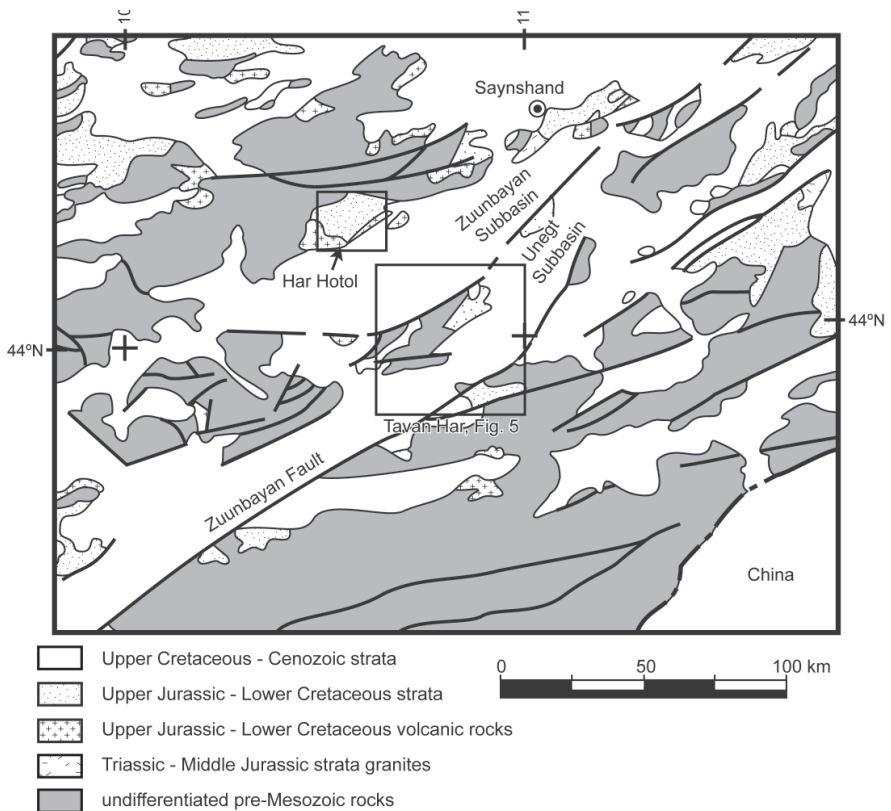 10
11
Saynshand
Zuunbayan
Subbasin
Unegt
Subbasin
Har Hotol
44ºN
44ºN
Tavan Har, Fig. 5
Zuunbayan Fault
China
Upper Cretaceous - Cenozoic strata
Upper Jurassic - Lower Cretaceous strata
Upper Jurassic - Lower Cretaceous volcanic rocks
Triassic - Middle Jurassic strata granites
undifferentiated pre-Mesozoic rocks
0 50 100 km